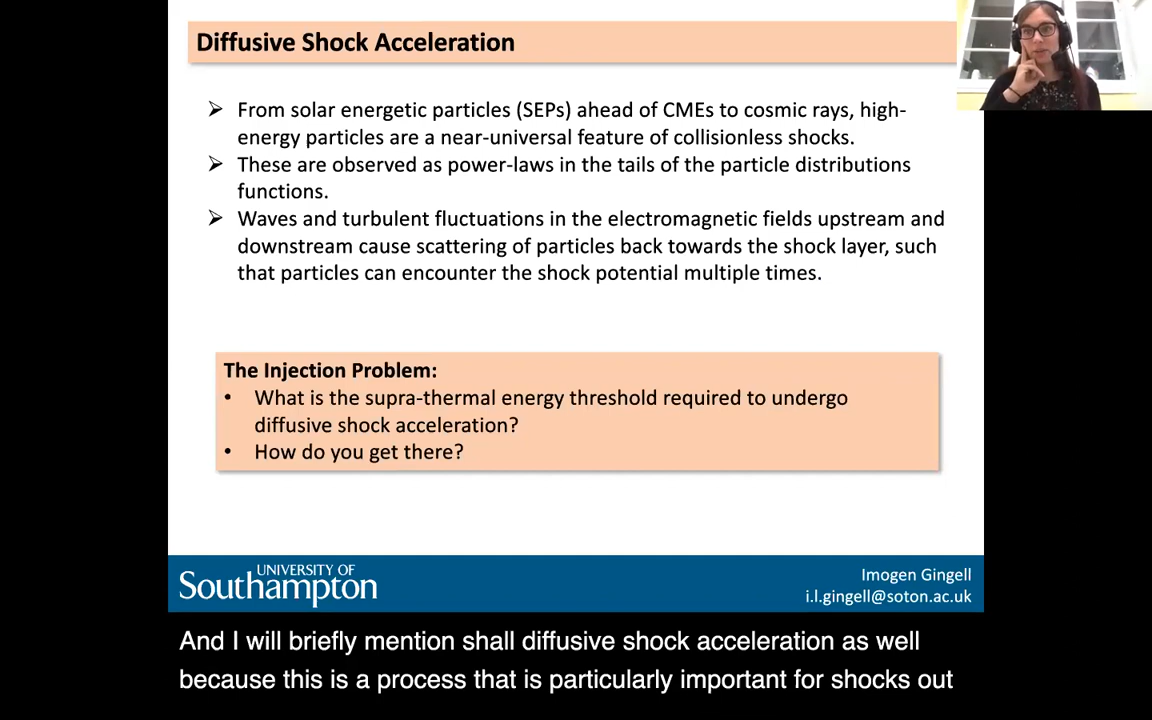 Diffusive Shock Acceleration
➢ From solar energetic particles (SEPs) ahead of CMEs to cosmic rays, high-
energy particles are a near-universal feature of collisionless shocks.
➢ These are observed as power-laws in the tails of the particle distributions
functions.
➢ Waves and turbulent fluctuations in the electromagnetic fields upstream and
downstream cause scattering of particles back towards the shock layer, such
that particles can encounter the shock potential multiple times.
The Injection Problem:
• What is the supra-thermal energy threshold required to undergo
diffusive shock acceleration?
• How do you get there?
UNIVERSITY OF
Southampton
Imogen Gingell
i.l.gingell@soton.ac.uk
And I will briefly mention shall diffusive shock acceleration as well
because this is a process that is particularly important for shocks out